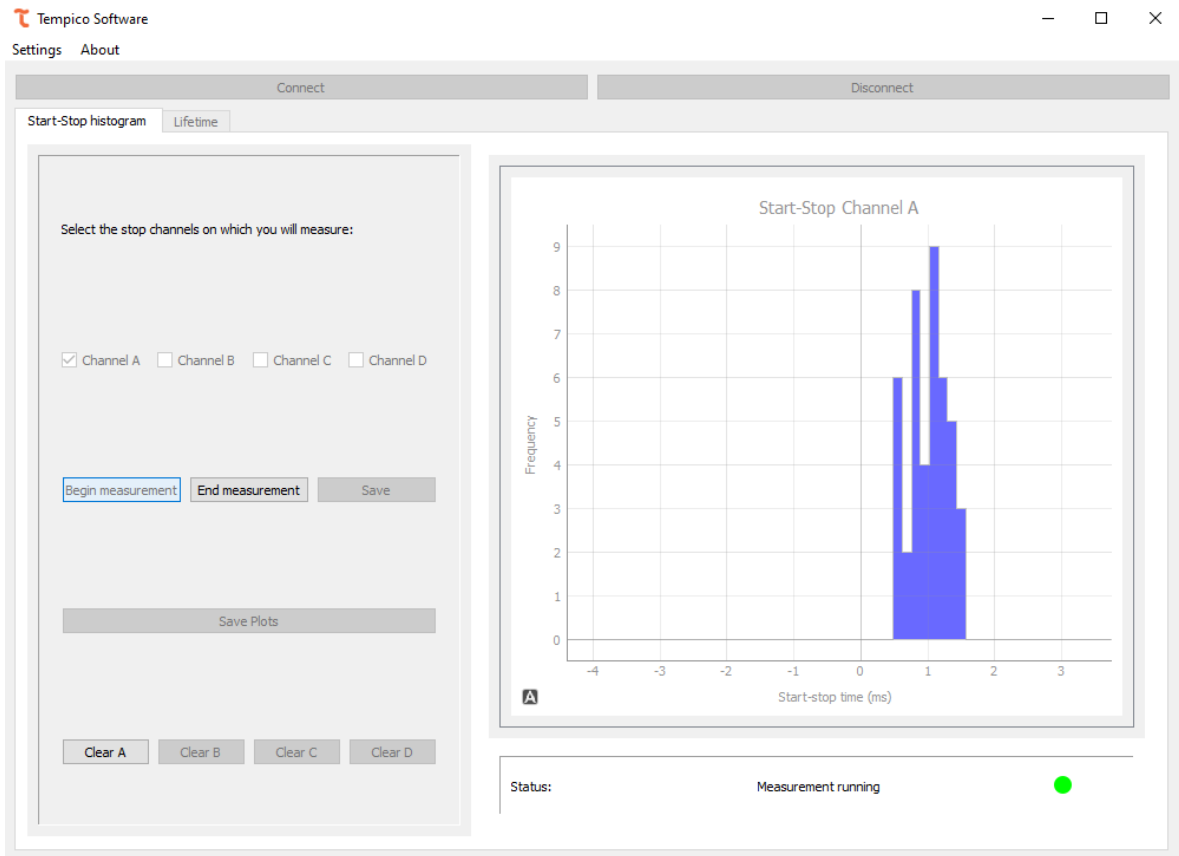 Tempico Software
Settings About
Connect Disconnect
Start-Stop histogram Lifetime
Select the stop channels on which you will measure:
Channel A Channel B Channel C Channel D
Begin measurement End measurement Save
Save Plots
Clear A Clear B Clear C Clear D
Start-Stop Channel A
9
8
7
6
5
4
3
2
1
0
Frequency
-4 -3 -2 -1 0 1 2 3
A
Start-stop time (ms)
Status: Measurement running